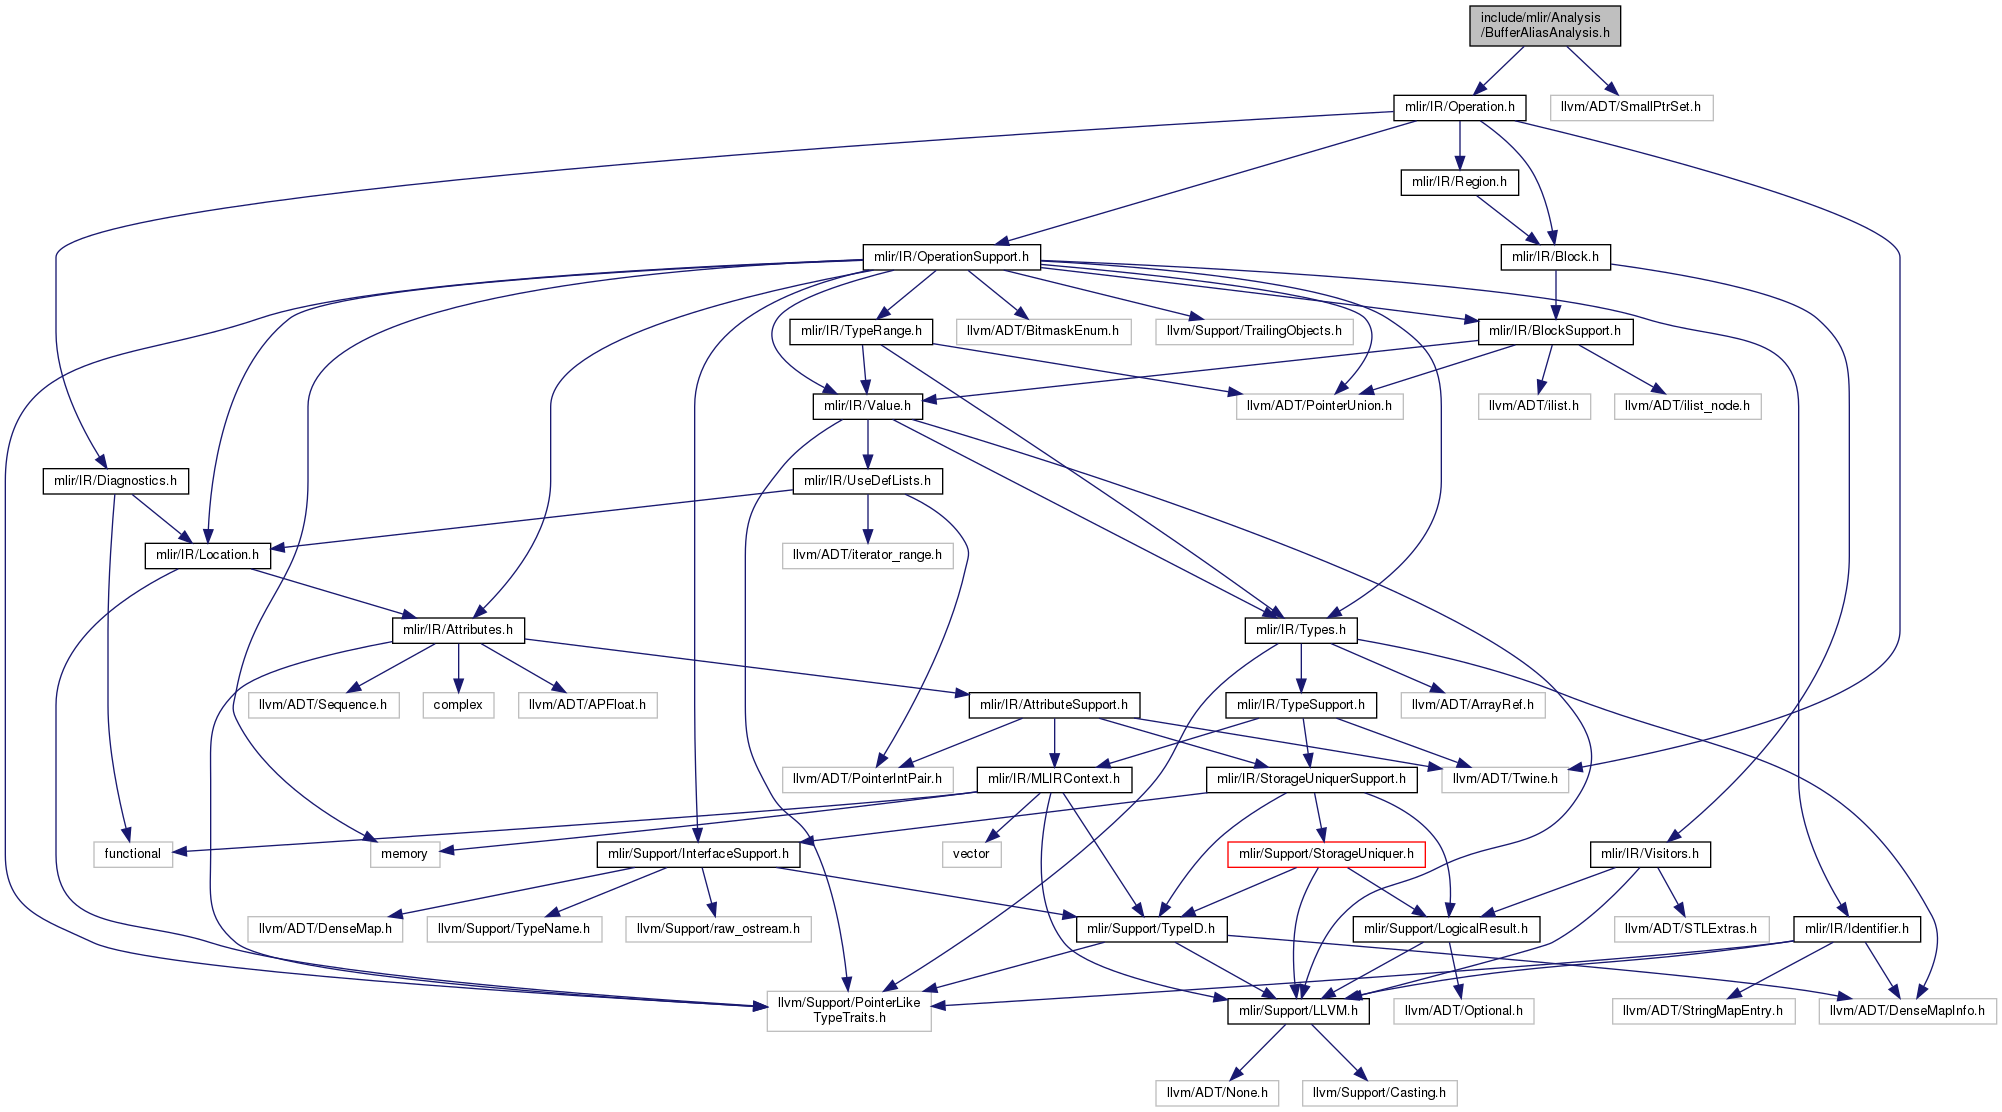 include/mlir/Analysis
/BufferAliasAnalysis.h
mlir/IR/Operation.h
llvm/ADT/SmallPtrSet.h
mlir/IR/Region.h
mlir/IR/OperationSupport.h
mlir/IR/Block.h
mlir/IR/TypeRange.h
llvm/ADT/BitmaskEnum.h
llvm/Support/TrailingObjects.h
mlir/IR/BlockSupport.h
mlir/IR/Value.h
llvm/ADT/PointerUnion.h
llvm/ADT/ilist.h
llvm/ADT/ilist_node.h
mlir/IR/Diagnostics.h
mlir/IR/UseDefLists.h
mlir/IR/Location.h
llvm/ADT/iterator_range.h
mlir/IR/Attributes.h
mlir/IR/Types.h
llvm/ADT/Sequence.h
complex
llvm/ADT/APFloat.h
mlir/IR/AttributeSupport.h
mlir/IR/TypeSupport.h
llvm/ADT/ArrayRef.h
llvm/ADT/PointerIntPair.h
mlir/IR/MLIRContext.h
mlir/IR/StorageUniquerSupport.h
llvm/ADT/Twine.h
functional
memory
mlir/Support/InterfaceSupport.h
vector
mlir/Support/StorageUniquer.h
mlir/IR/Visitors.h
llvm/ADT/DenseMap.h
llvm/Support/TypeName.h
llvm/Support/raw_ostream.h
mlir/Support/TypeID.h
mlir/Support/LogicalResult.h
llvm/ADT/STLExtras.h
mlir/IR/Identifier.h
llvm/Support/PointerLike
TypeTraits.h
mlir/Support/LLVM.h
llvm/ADT/Optional.h
llvm/ADT/StringMapEntry.h
llvm/ADT/DenseMapInfo.h
llvm/ADT/None.h
llvm/Support/Casting.h